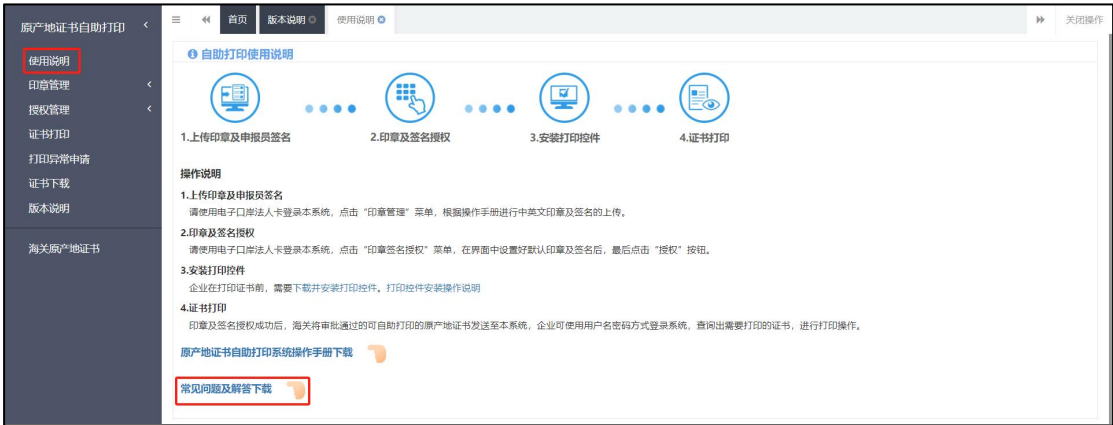 原产地证书自助打印
首页 版本说明 使用说明 关闭操作
使用说明
印章管理
授权管理
证书打印
打印异常申请
证书下载
版本说明
海关原产地证书
自助打印使用说明
1.上传印章及申报员签名 2.印章及签名授权 3.安装打印控件 4.证书打印
操作说明
1.上传印章及申报员签名
请使用电子口岸法人卡登录本系统，点击“印章管理”菜单，根据操作手册进行中英文印章及签名的上传。
2.印章及签名授权
请使用电子口岸法人卡登录本系统，点击“印章签名授权”菜单，在界面中设置好默认印章及签名后，最后点击“授权”按钮。
3.安装打印控件
企业在打印证书前，需要下载并安装打印控件。打印控件安装操作说明
4.证书打印
印章及签名授权成功后，海关将审批通过的可自助打印的原产地证书发送至本系统，企业可使用用户名密码方式登录系统，查询出需要打印的证书，进行打印操作。
原产地证书自助打印系统操作手册下载
常见问题及解答下载